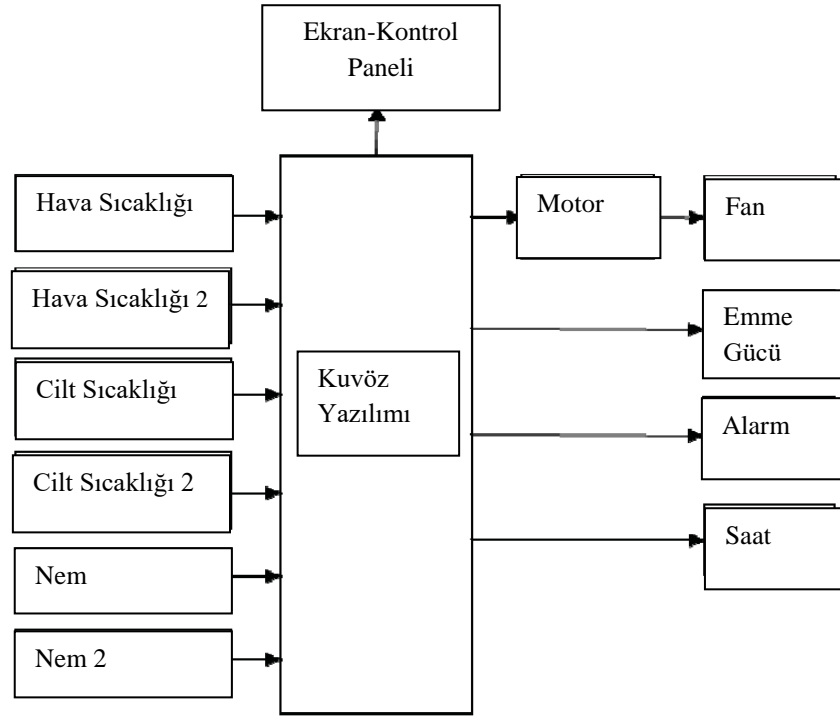 Ekran-Kontrol
Paneli
Hava Sıcaklığı
Hava Sıcaklığı 2
Cilt Sıcaklığı
Cilt Sıcaklığı 2
Nem
Nem 2
Kuvöz
Yazılımı
Motor
Fan
Emme
Gücü
Alarm
Saat